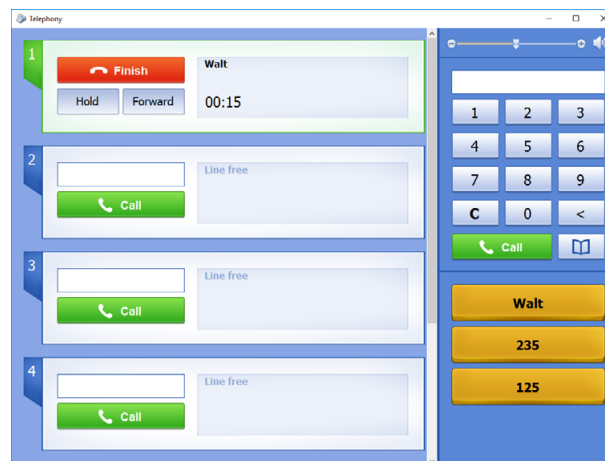 Telephony
1
Finish
Hold Forward
Walt
00:15
2
Call
Line free
3
Call
Line free
4
Call
Line free
1 2 3
4 5 6
7 8 9
C 0 <
Call
Walt
235
125